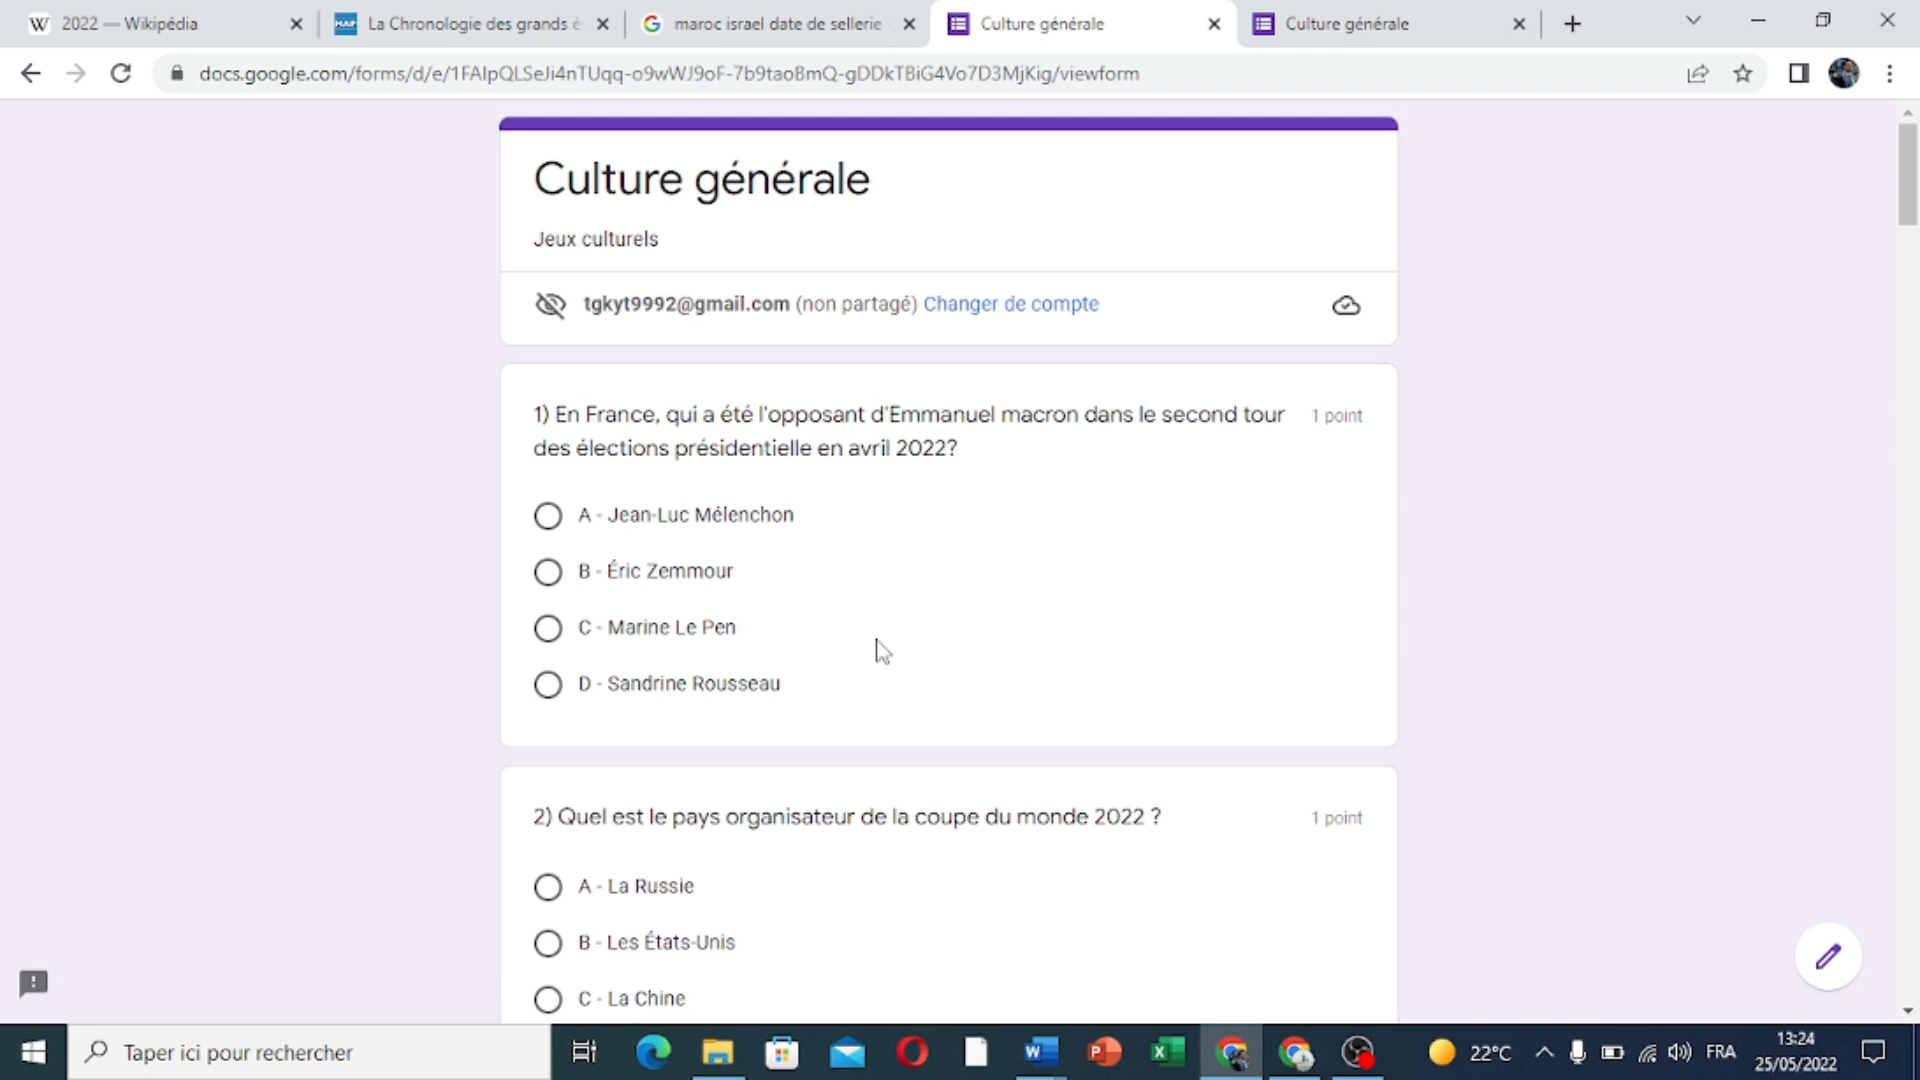 2022 — Wikipédia
La Chronologie des grands é
maroc israel date de sellerie
Culture générale
Culture générale
docs.google.com/forms/d/e/1FAIpQLSeJi4nTUqq-o9wWJ9oF-7b9taoBmQ-gDDkTBiG4Vo7D3MjKig/viewform
Culture générale
Jeux culturels
tgkyt9992@gmail.com (non partagé) Changer de compte
1) En France, qui a été l'opposant d'Emmanuel macron dans le second tour
1 point
des élections présidentielle en avril 2022?
A - Jean-Luc Mélenchon
B - Éric Zemmour
C - Marine Le Pen
D - Sandrine Rousseau
2) Quel est le pays organisateur de la coupe du monde 2022 ?
1 point
A - La Russie
B - Les États-Unis
C - La Chine
Taper ici pour rechercher
22°C
FRA
13:24
25/05/2022